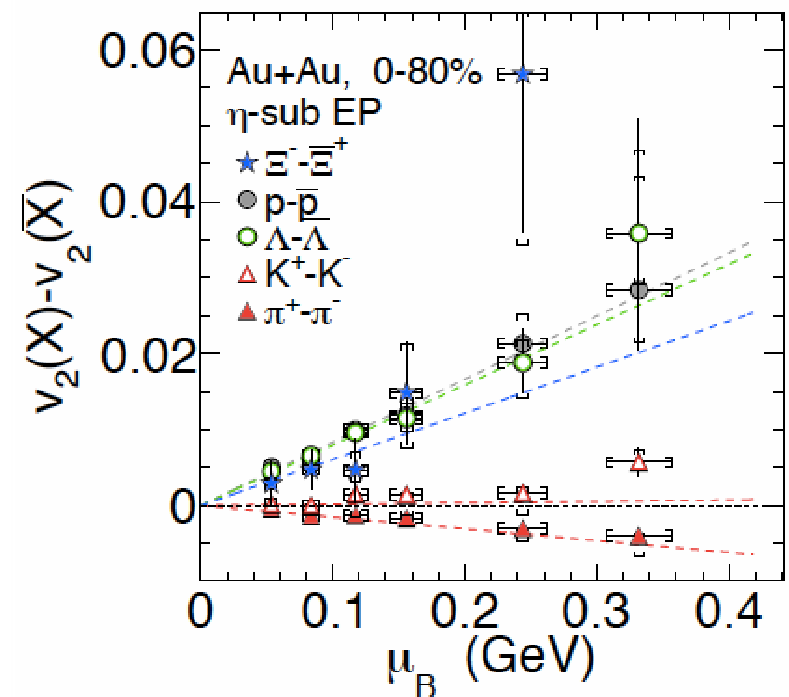 v₂(X)-v₂(X̅)
0.06
0.04
0.02
0
Au+Au, 0-80%
η-sub EP
Ξ⁻-Ξ̅⁺
p-p̅
Λ-Λ̅
K⁺-K⁻
π⁺-π⁻
0 0.1 0.2 0.3 0.4
μ_B (GeV)